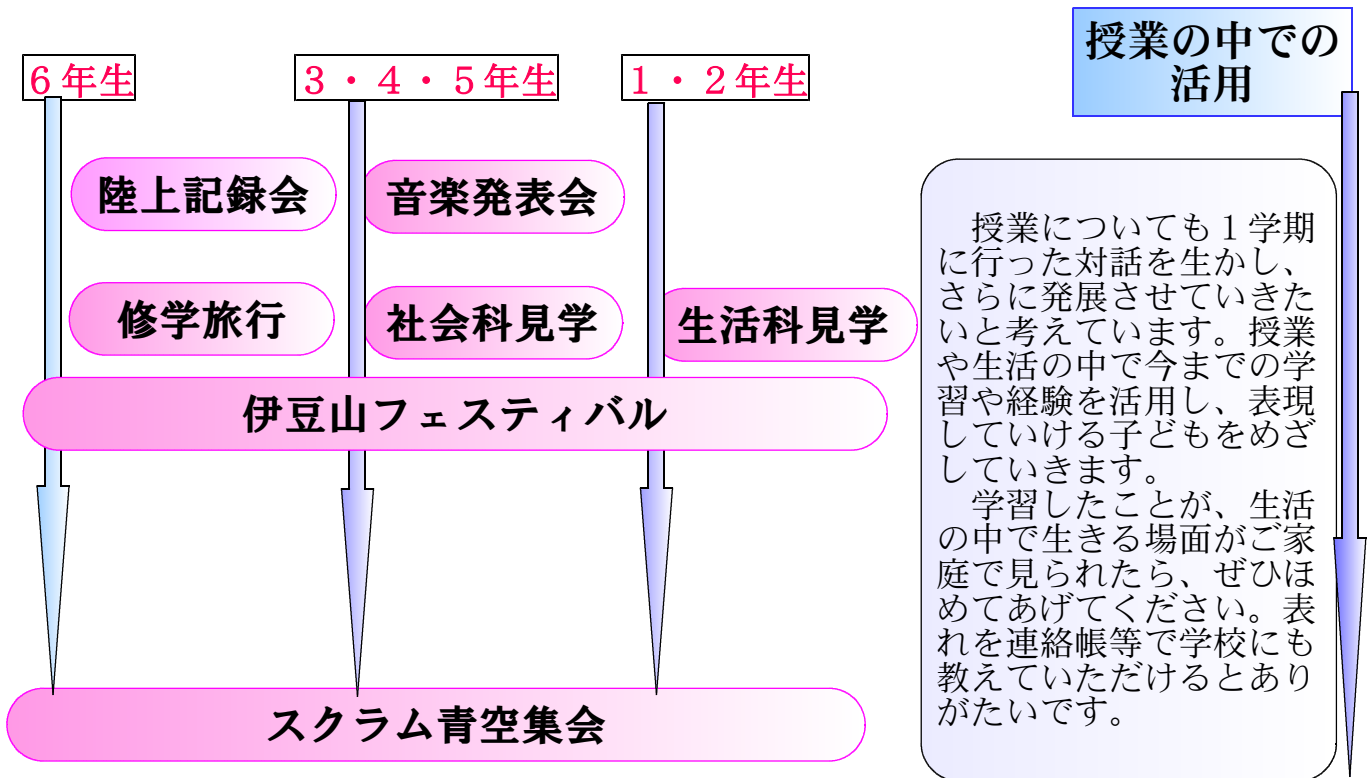 ６年生
３・４・５年生
１・２年生
陸上記録会
音楽発表会
修学旅行
社会科見学
生活科見学
伊豆山フェスティバル
スクラム青空集会
授業の中での
活用
授業についても１学期
に行った対話を生かし、
さらに発展させていきた
いと考えています。授業
や生活の中で今までの学
習や経験を活用し、表現
していける子どもをめざ
していきます。
学習したことが、生活
の中で生きる場面がご家
庭で見られたら、ぜひほ
めてあげてください。表
れを連絡帳等で学校にも
教えていただけるとあり
がたいです。